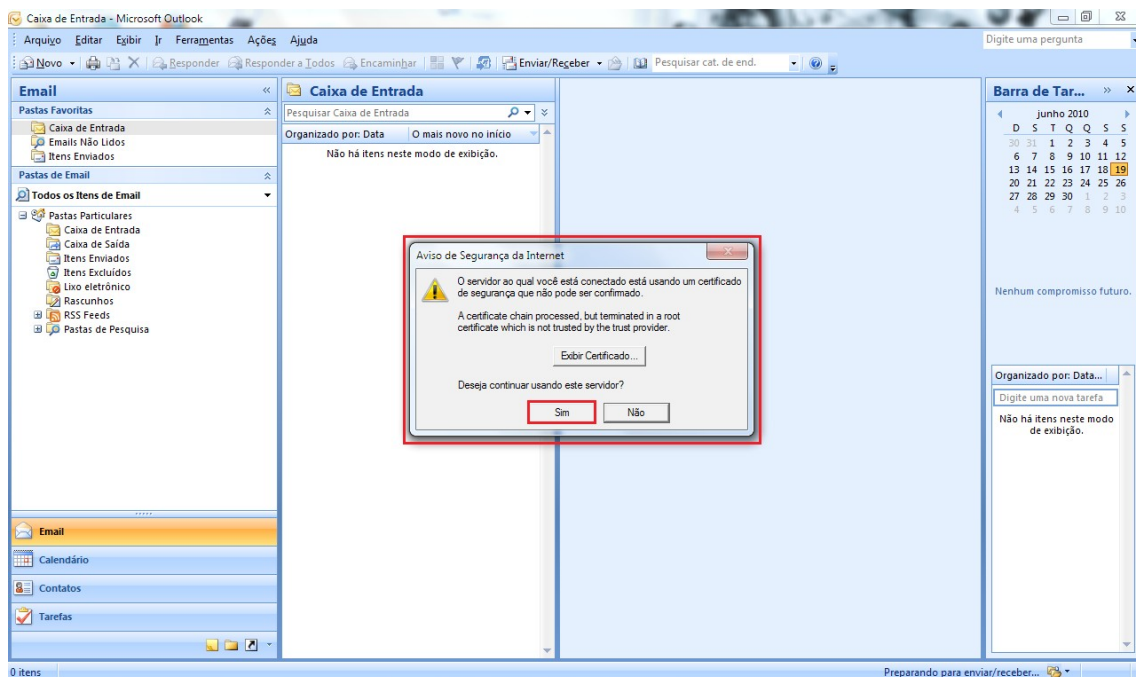 Caixa de Entrada - Microsoft Outlook
Arquivo Editar Exibir Ir Ferramentas Ações Ajuda
Digite uma pergunta
Novo Responder Responder a Todos Encaminhar Enviar/Receber Pesquisar cat. de end.
Email
Pastas Favoritas
Caixa de Entrada
Emails Não Lidos
Itens Enviados
Pastas de Email
Todos os Itens de Email
Pastas Particulares
Caixa de Entrada
Caixa de Saída
Itens Enviados
Itens Excluídos
Lixo eletrônico
Rascunhos
RSS Feeds
Pastas de Pesquisa
Email
Calendário
Contatos
Tarefas
Caixa de Entrada
Pesquisar Caixa de Entrada
Organizado por: Data O mais novo no início
Não há itens neste modo de exibição.
Aviso de Segurança da Internet
O servidor ao qual você está conectado está usando um certificado
de segurança que não pode ser confirmado.
A certificate chain processed, but terminated in a root
certificate which is not trusted by the trust provider.
Exibir Certificado...
Deseja continuar usando este servidor?
Sim Não
Barra de Tar...
junho 2010
D S T Q Q S S
30 31 1 2 3 4 5
6 7 8 9 10 11 12
13 14 15 16 17 18 19
20 21 22 23 24 25 26
27 28 29 30 1 2 3
4 5 6 7 8 9 10
Nenhum compromisso futuro.
Organizado por: Data...
Digite uma nova tarefa
Não há itens neste modo
de exibição.
0 itens
Preparando para enviar/receber...